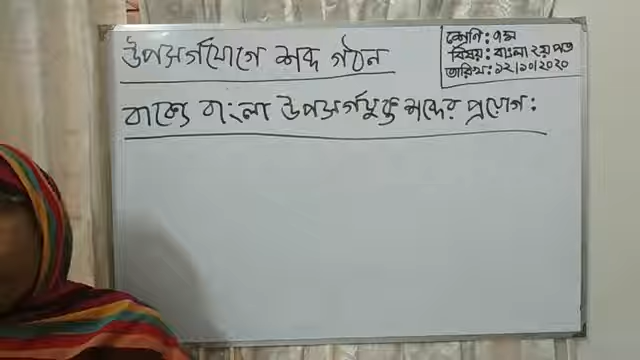 উপসর্গযোগে শব্দ গঠন
শ্রেণি : ৭ম
বিষয় : বাংলা ২য় পত্র
তারিখ : ১২/১০/২০২০
বাক্যে বাংলা উপসর্গযুক্ত শব্দের প্রয়োগ :